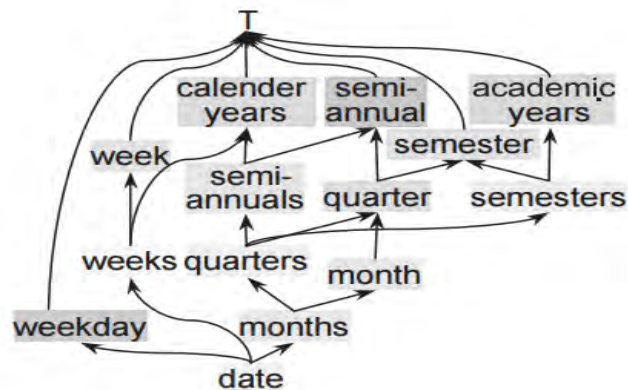 T
calender semi- academic
years annual years
week semester
semi-
annuals quarter semesters
weeks quarters month
weekday months
date